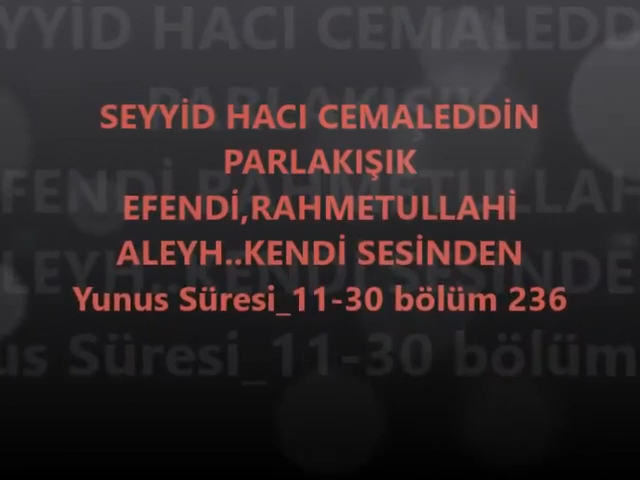 SEYYİD HACI CEMALEDDİN
PARLAKIŞIK
EFENDİ,RAHMETULLAHİ
ALEYH..KENDİ SESİNDEN
Yunus Süresi_11-30 bölüm 236